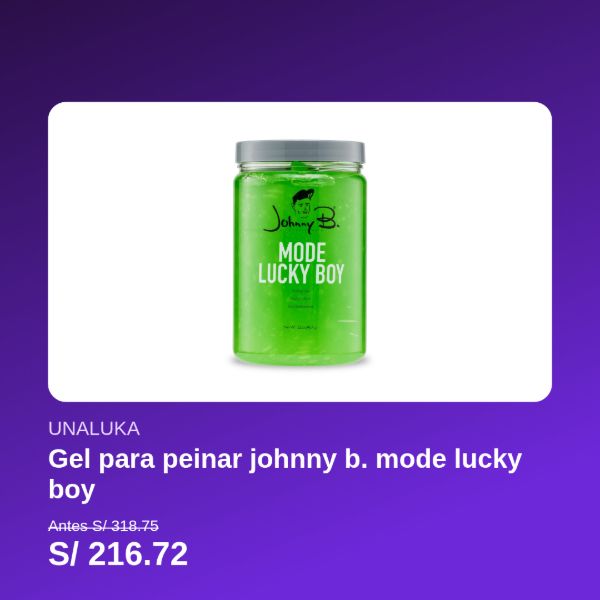 Johnny B.
MODE
LUCKY BOY
UNALUKA
Gel para peinar johnny b. mode lucky
boy
Antes S/ 318.75
S/ 216.72